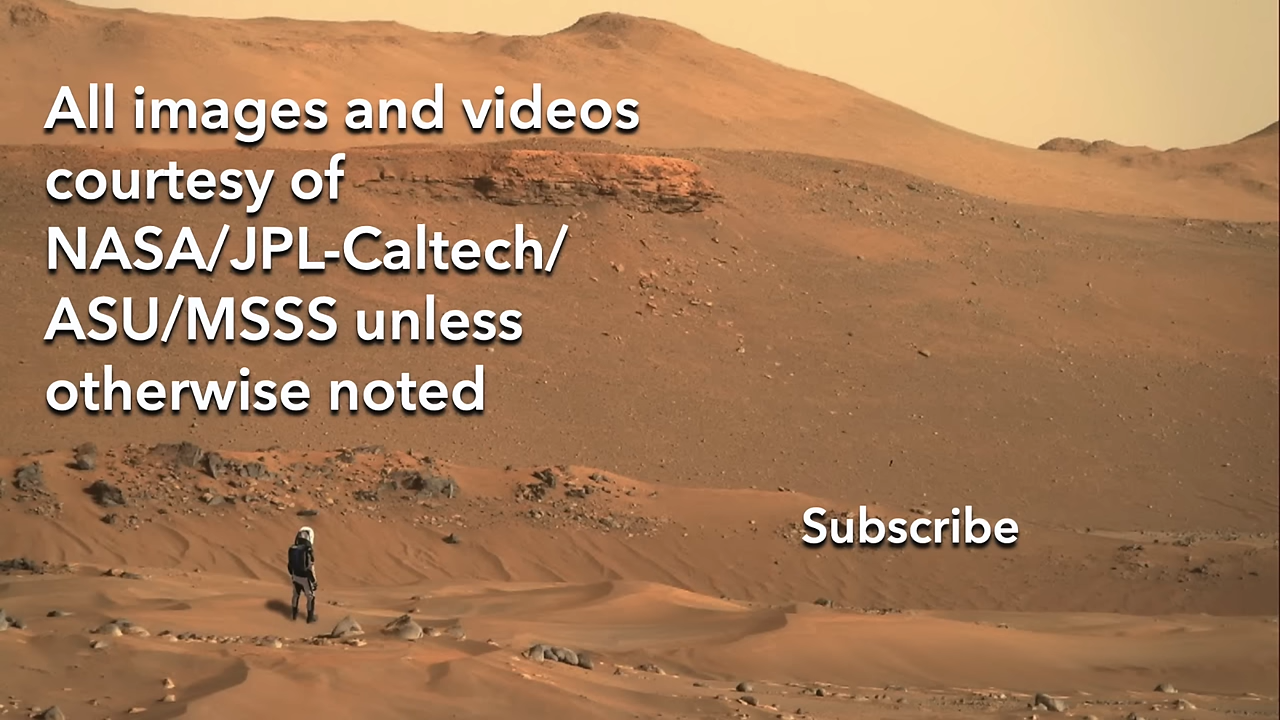 All images and videos
courtesy of
NASA/JPL-Caltech/
ASU/MSSS unless
otherwise noted
Subscribe